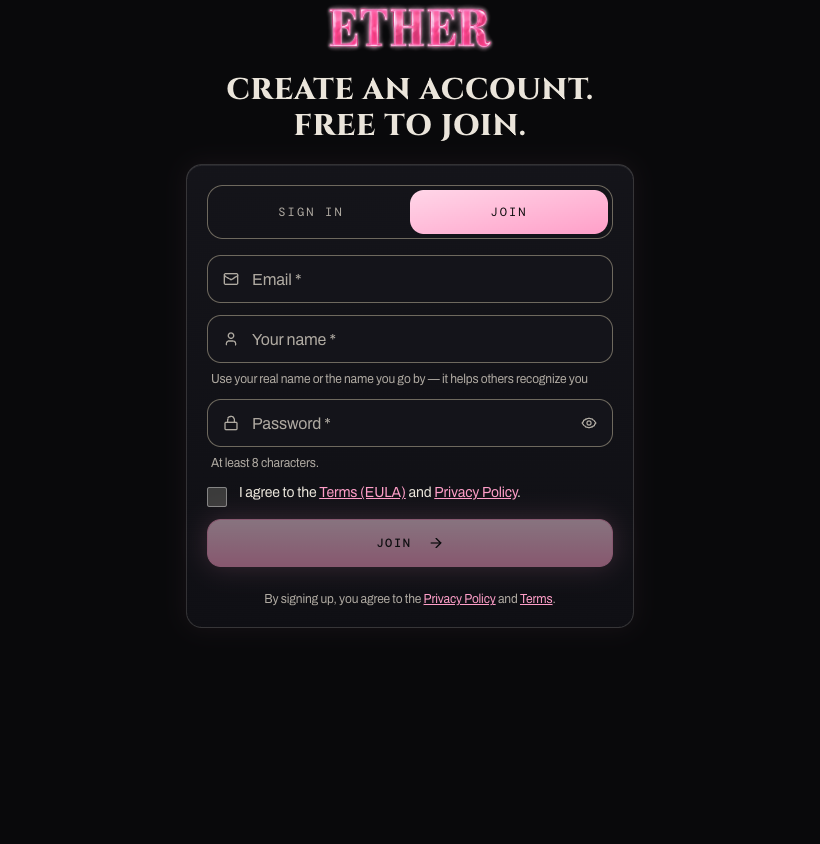 ETHER
CREATE AN ACCOUNT.
FREE TO JOIN.
SIGN IN
JOIN
Email *
Your name *
Use your real name or the name you go by — it helps others recognize you
Password *
At least 8 characters.
I agree to the Terms (EULA) and Privacy Policy.
JOIN →
By signing up, you agree to the Privacy Policy and Terms.